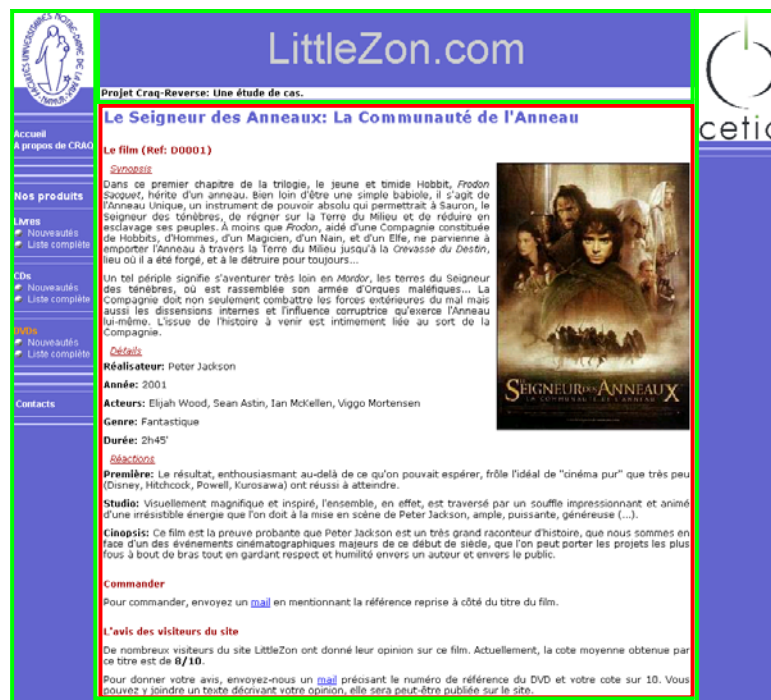 FACULTÉS UNIVERSITAIRES NOTRE-DAME DE LA PAIX
NAMUR
LittleZon.com
cetic
Projet Craq-Reverse: Une étude de cas.
Accueil
A propos de CRAQ
Nos produits
Livres
Nouveautés
Liste complète
CDs
Nouveautés
Liste complète
DVDs
Nouveautés
Liste complète
Contacts
Le Seigneur des Anneaux: La Communauté de l'Anneau
Le film (Ref: D0001)
Synopsis
Dans ce premier chapitre de la trilogie, le jeune et timide Hobbit, Frodon
Sacquet, hérite d'un anneau. Bien loin d'être une simple babiole, il s'agit de
l'Anneau Unique, un instrument de pouvoir absolu qui permettrait à Sauron, le
Seigneur des ténèbres, de régner sur la Terre du Milieu et de réduire en
esclavage ses peuples. À moins que Frodon, aidé d'une Compagnie constituée
de Hobbits, d'Hommes, d'un Magicien, d'un Nain, et d'un Elfe, ne parvienne à
emporter l'Anneau à travers la Terre du Milieu jusqu'à la Crevasse du Destin,
lieu où il a été forgé, et à le détruire pour toujours...
Un tel périple signifie s'aventurer très loin en Mordor, les terres du Seigneur
des ténèbres, où est rassemblée son armée d'Orques maléfiques... La
Compagnie doit non seulement combattre les forces extérieures du mal mais
aussi les dissensions internes et l'influence corruptrice qu'exerce l'Anneau
lui-même. L'issue de l'histoire à venir est intimement liée au sort de la
Compagnie.
LE SEIGNEUR DES ANNEAUX
LA COMMUNAUTÉ DE L'ANNEAU
Détails
Réalisateur: Peter Jackson
Année: 2001
Acteurs: Elijah Wood, Sean Astin, Ian McKellen, Viggo Mortensen
Genre: Fantastique
Durée: 2h45'
Réactions
Première: Le résultat, enthousiasmant au-delà de ce qu'on pouvait espérer, frôle l'idéal de "cinéma pur" que très peu
(Disney, Hitchcock, Powell, Kurosawa) ont réussi à atteindre.
Studio: Visuellement magnifique et inspiré, l'ensemble, en effet, est traversé par un souffle impressionnant et animé
d'une irrésistible énergie que l'on doit à la mise en scène de Peter Jackson, ample, puissante, généreuse (...).
Cinopsis: Ce film est la preuve probante que Peter Jackson est un très grand raconteur d'histoire, que nous sommes en
face d'un des événements cinématographiques majeurs de ce début de siècle, que l'on peut porter les projets les plus
fous à bout de bras tout en gardant respect et humilité envers un auteur et envers le public.
Commander
Pour commander, envoyez un mail en mentionnant la référence reprise à côté du titre du film.
L'avis des visiteurs du site
De nombreux visiteurs du site LittleZon ont donné leur opinion sur ce film. Actuellement, la cote moyenne obtenue par
ce titre est de 8/10.
Pour donner votre avis, envoyez-nous un mail précisant le numéro de référence du DVD et votre cote sur 10. Vous
pouvez y joindre un texte décrivant votre opinion, elle sera peut-être publiée sur le site.